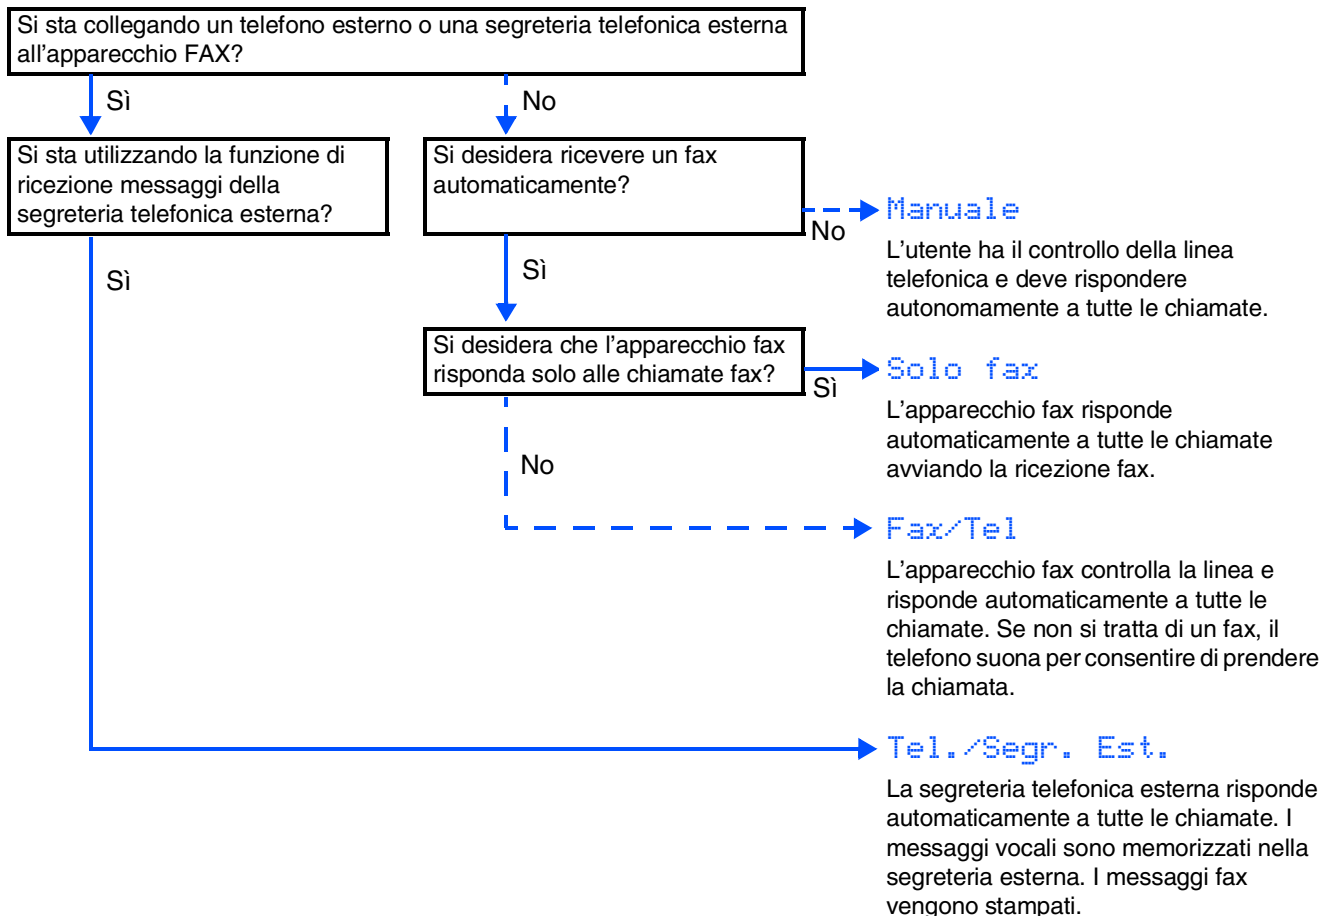 Si sta collegando un telefono esterno o una segreteria telefonica esterna
all’apparecchio FAX?
Sì
No
Si sta utilizzando la funzione di
ricezione messaggi della
segreteria telefonica esterna?
Si desidera ricevere un fax
automaticamente?
No
Manuale
L’utente ha il controllo della linea
telefonica e deve rispondere
autonomamente a tutte le chiamate.
Sì
Sì
Si desidera che l’apparecchio fax
risponda solo alle chiamate fax?
Sì
Solo fax
L’apparecchio fax risponde
automaticamente a tutte le chiamate
avviando la ricezione fax.
No
Fax/Tel
L’apparecchio fax controlla la linea e
risponde automaticamente a tutte le
chiamate. Se non si tratta di un fax, il
telefono suona per consentire di prendere
la chiamata.
Tel./Segr. Est.
La segreteria telefonica esterna risponde
automaticamente a tutte le chiamate. I
messaggi vocali sono memorizzati nella
segreteria esterna. I messaggi fax
vengono stampati.